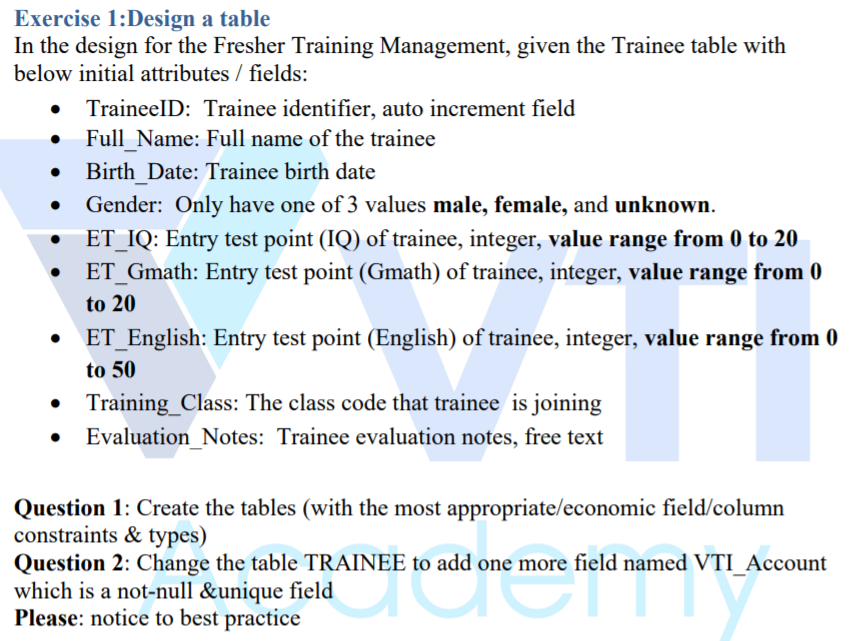 Exercise 1:Design a table
In the design for the Fresher Training Management, given the Trainee table with
below initial attributes / fields:
• TraineeID: Trainee identifier, auto increment field
• Full_Name: Full name of the trainee
• Birth_Date: Trainee birth date
• Gender: Only have one of 3 values male, female, and unknown.
• ET_IQ: Entry test point (IQ) of trainee, integer, value range from 0 to 20
• ET_Gmath: Entry test point (Gmath) of trainee, integer, value range from 0
to 20
• ET_English: Entry test point (English) of trainee, integer, value range from 0
to 50
• Training_Class: The class code that trainee is joining
• Evaluation_Notes: Trainee evaluation notes, free text
Question 1: Create the tables (with the most appropriate/economic field/column
constraints & types)
Question 2: Change the table TRAINEE to add one more field named VTI_Account
which is a not-null &unique field
Please: notice to best practice
VTI
Academy